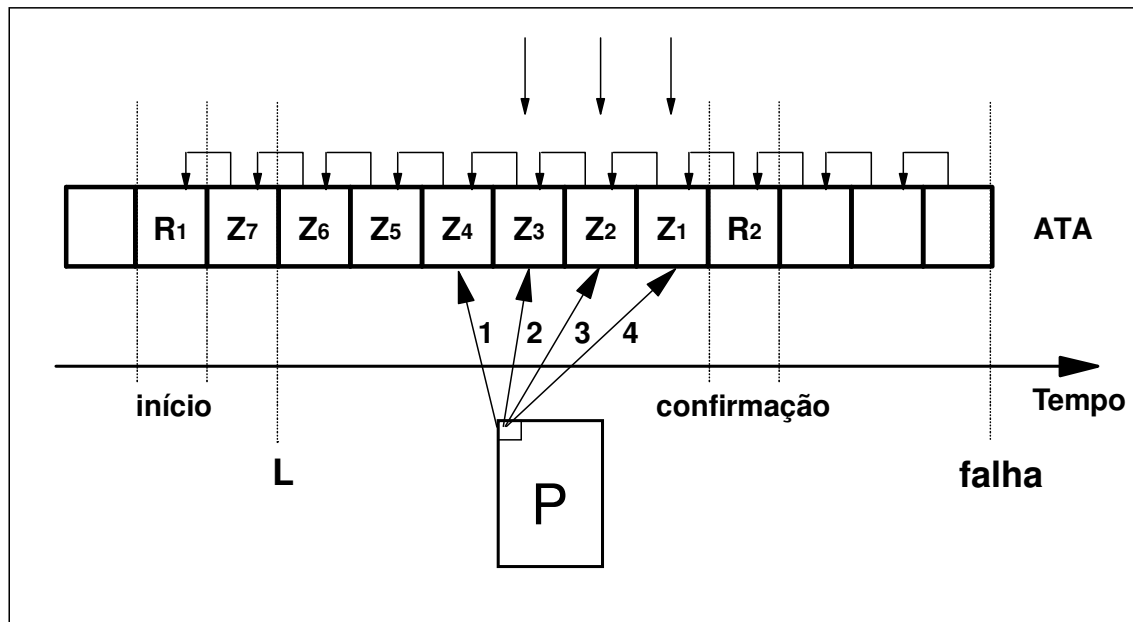 R1 Z7 Z6 Z5 Z4 Z3 Z2 Z1 R2 ATA
1 2 3 4
início confirmação Tempo
L falha
P